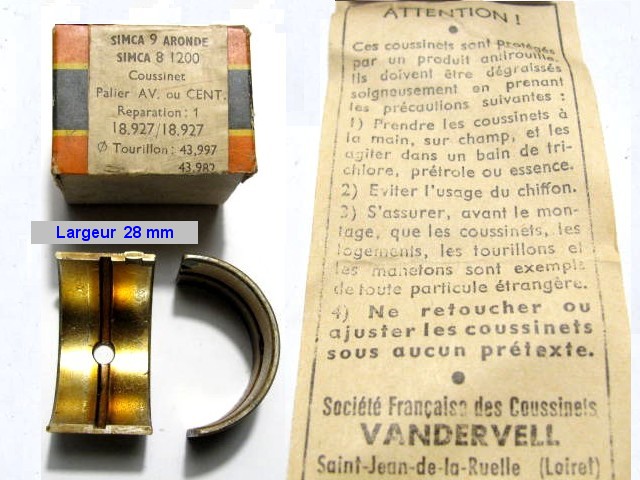 SIMCA 9 ARONDE
SIMCA 8 1200
Coussinet
Palier AV. ou CENT.
Reparation : 1
18.927/18.927
Ø Tourillon : 43,997
43,982
Largeur 28 mm
ATTENTION !
Ces coussinets sont protégés
par un produit antirouille.
Ils doivent être dégraissés
soigneusement en prenant
les précautions suivantes :
1) Prendre les coussinets à
la main, sur champ, et les
agiter dans un bain de tri-
chlore, prétrole ou essence.
2) Eviter l'usage du chiffon.
3) S'assurer, avant le mon-
tage, que les coussinets, les
logements, les tourillons et
les manetons sont exempts
de toute particule étrangère.
4) Ne retoucher ou
ajuster les coussinets
sous aucun prétexte.
Société Française des Coussinets
VANDERVELL
Saint-Jean-de-la-Ruelle (Loiret)